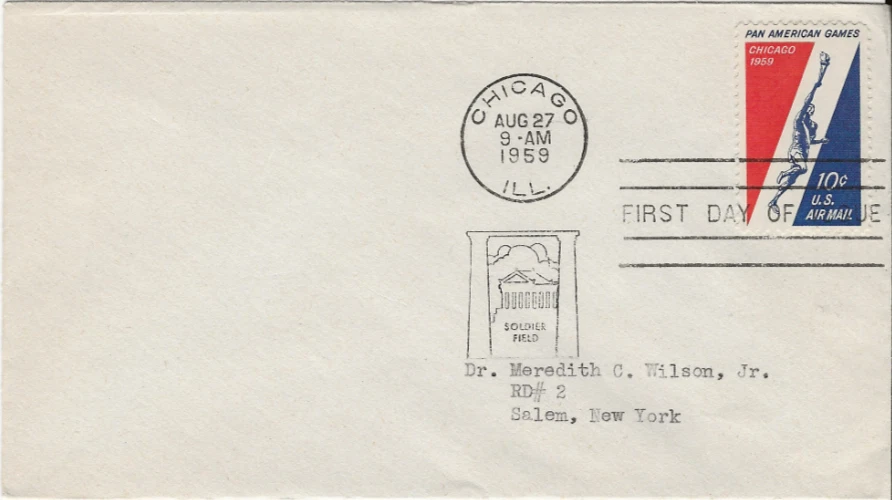 PAN AMERICAN GAMES
CHICAGO
1959
10¢
U.S.
AIR MAIL
CHICAGO
AUG 27
9-AM
1959
ILL.
FIRST DAY OF UE
SOLDIER
FIELD
Dr. Meredith C. Wilson, Jr.
RD# 2
Salem, New York